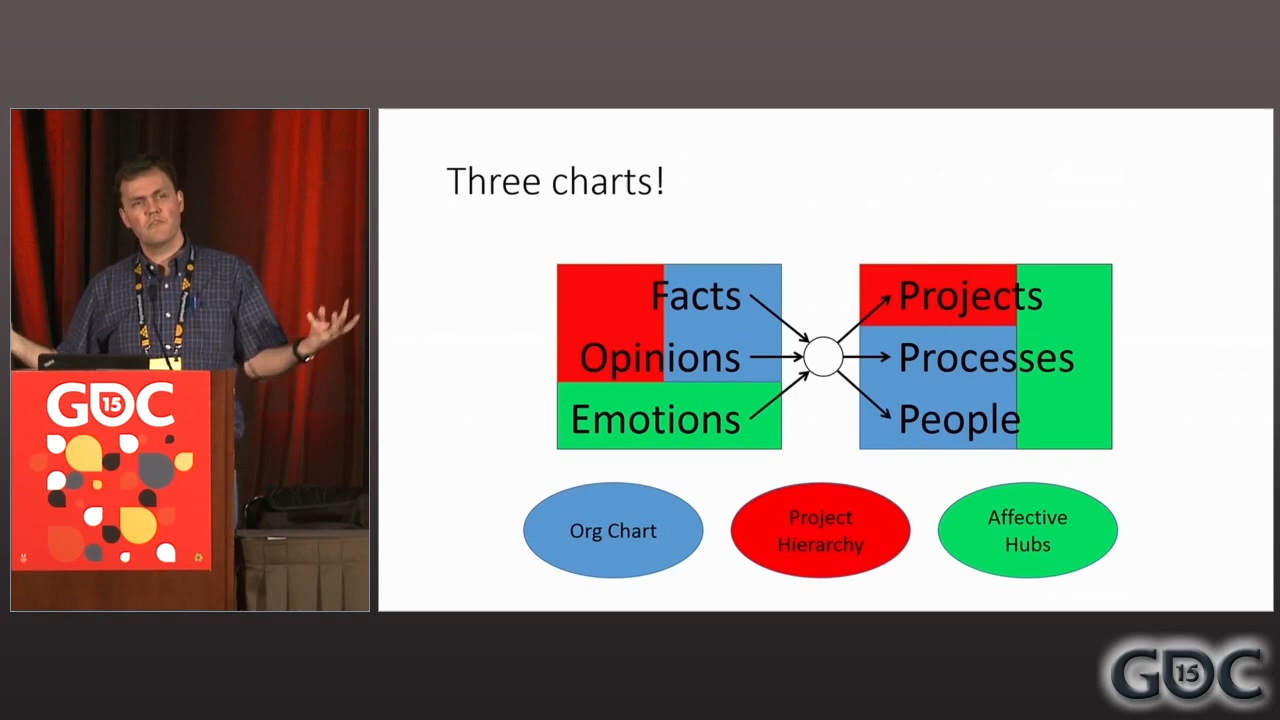 Three charts!
Facts
Opinions
Emotions
Projects
Processes
People
Org Chart
Project
Hierarchy
Affective
Hubs
GDC
15
GDC
15